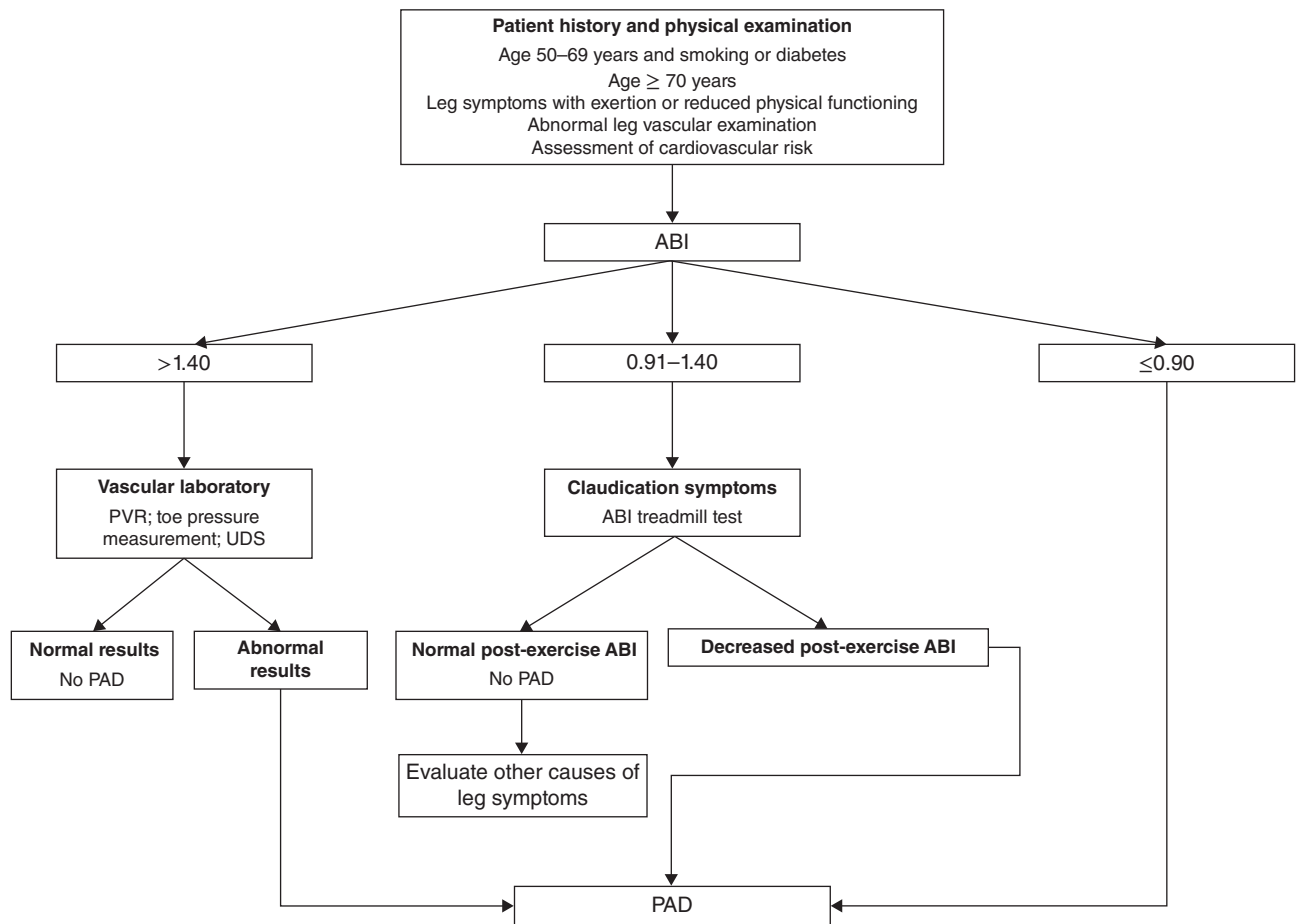 Patient history and physical examination
Age 50–69 years and smoking or diabetes
Age ≥ 70 years
Leg symptoms with exertion or reduced physical functioning
Abnormal leg vascular examination
Assessment of cardiovascular risk
ABI
>1.40
0.91–1.40
≤0.90
Vascular laboratory
PVR; toe pressure
measurement; UDS
Claudication symptoms
ABI treadmill test
Normal results
No PAD
Abnormal
results
Normal post-exercise ABI
No PAD
Decreased post-exercise ABI
Evaluate other causes of
leg symptoms
PAD